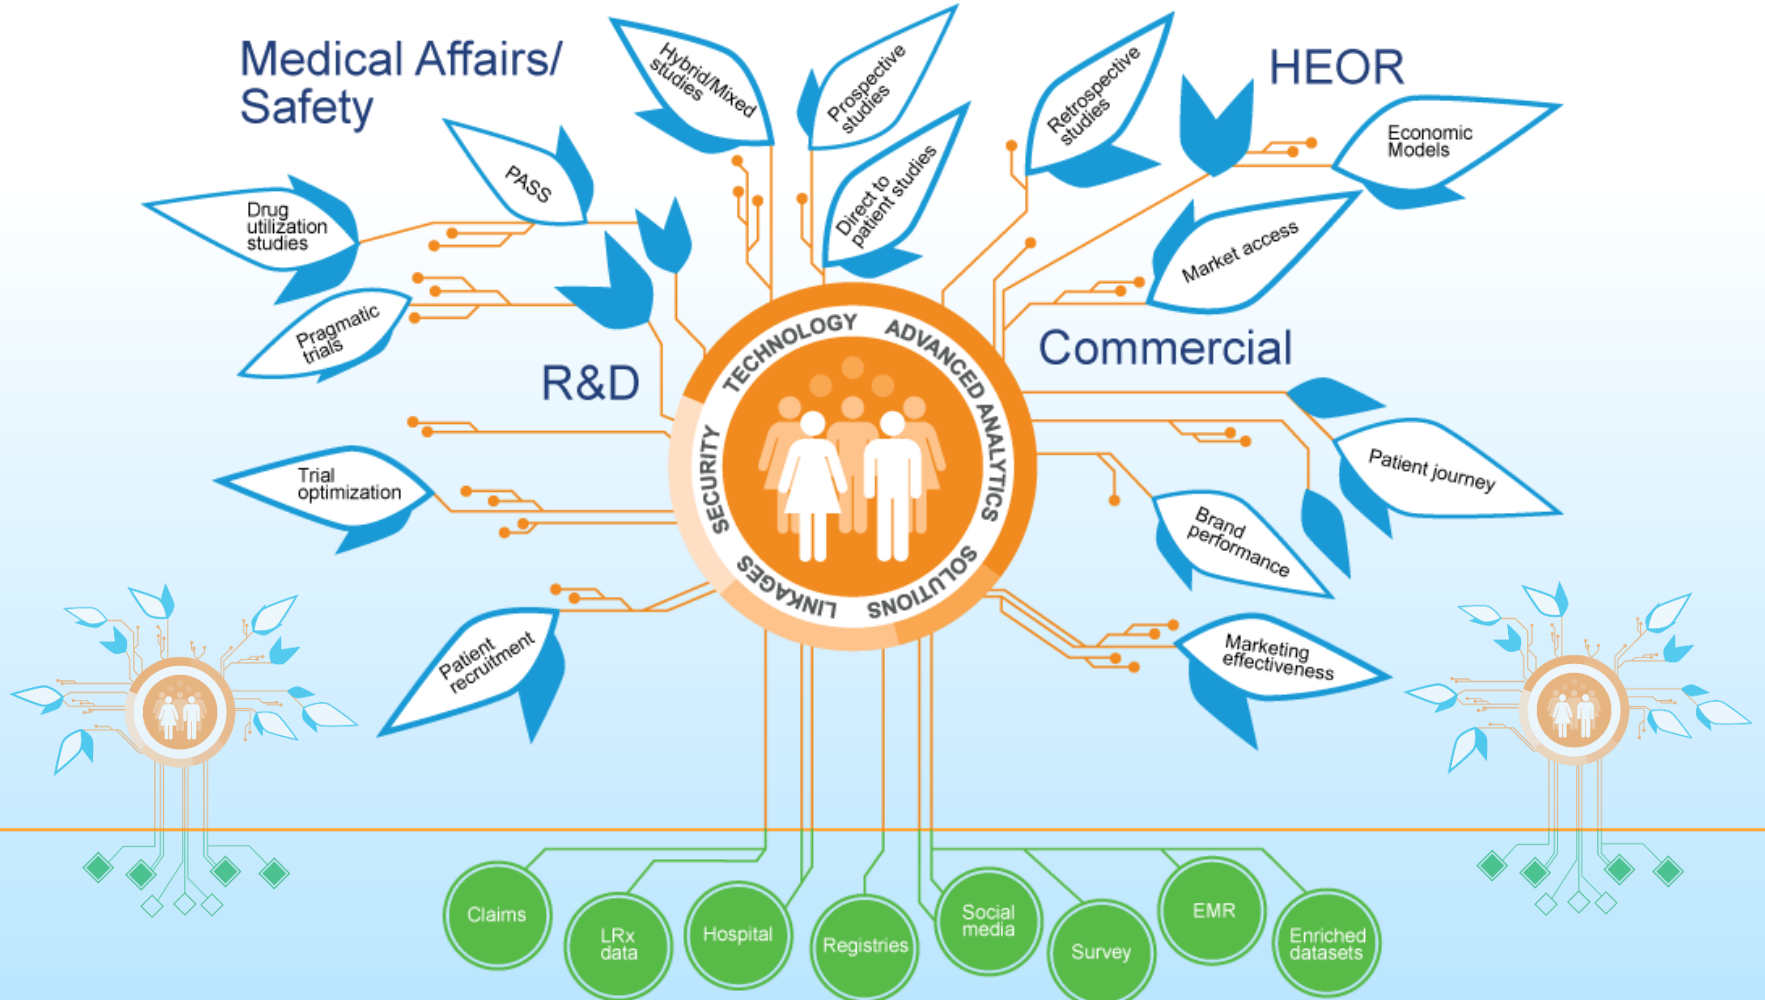 Medical Affairs/
Safety
HEOR
Hybrid/Mixed
studies
Prospective
studies
Retrospective
studies
Economic
Models
PASS
Direct to
patient studies
Drug
utilization
studies
Market access
Pragmatic
trials
R&D
Commercial
TECHNOLOGY
ADVANCED ANALYTICS
SECURITY
LINKAGES
SOLUTIONS
Trial
optimization
Patient journey
Brand
performance
Patient
recruitment
Marketing
effectiveness
Claims
LRx
data
Hospital
Registries
Social
media
Survey
EMR
Enriched
datasets